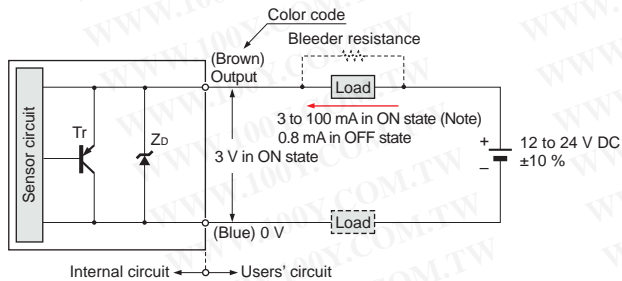 Color code
Bleeder resistance
(Brown)
Output
Load
3 to 100 mA in ON state (Note)
0.8 mA in OFF state
Sensor circuit
Tr
ZD
3 V in ON state
+
−
12 to 24 V DC
±10 %
(Blue) 0 V
Load
Internal circuit
Users' circuit
WWW.100Y.COM.TW